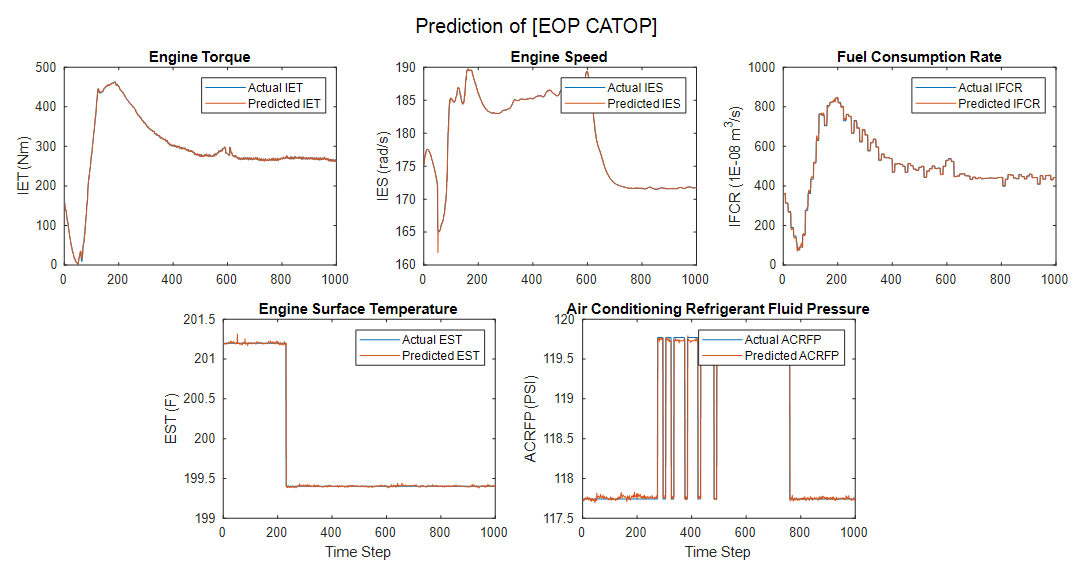 Prediction of [EOP CATOP]
Engine Torque
500
400
300
200
100
0
IET (Nm)
0 200 400 600 800 1000
Actual IET
Predicted IET
Engine Speed
190
185
180
175
170
165
160
IES (rad/s)
0 200 400 600 800 1000
Actual IES
Predicted IES
Fuel Consumption Rate
1000
800
600
400
200
0
IFCR (1E-08 m³/s)
0 200 400 600 800 1000
Actual IFCR
Predicted IFCR
Engine Surface Temperature
201.5
201
200.5
200
199.5
199
EST (F)
0 200 400 600 800 1000
Time Step
Actual EST
Predicted EST
Air Conditioning Refrigerant Fluid Pressure
120
119.5
119
118.5
118
117.5
ACRFP (PSI)
0 200 400 600 800 1000
Time Step
Actual ACRFP
Predicted ACRFP